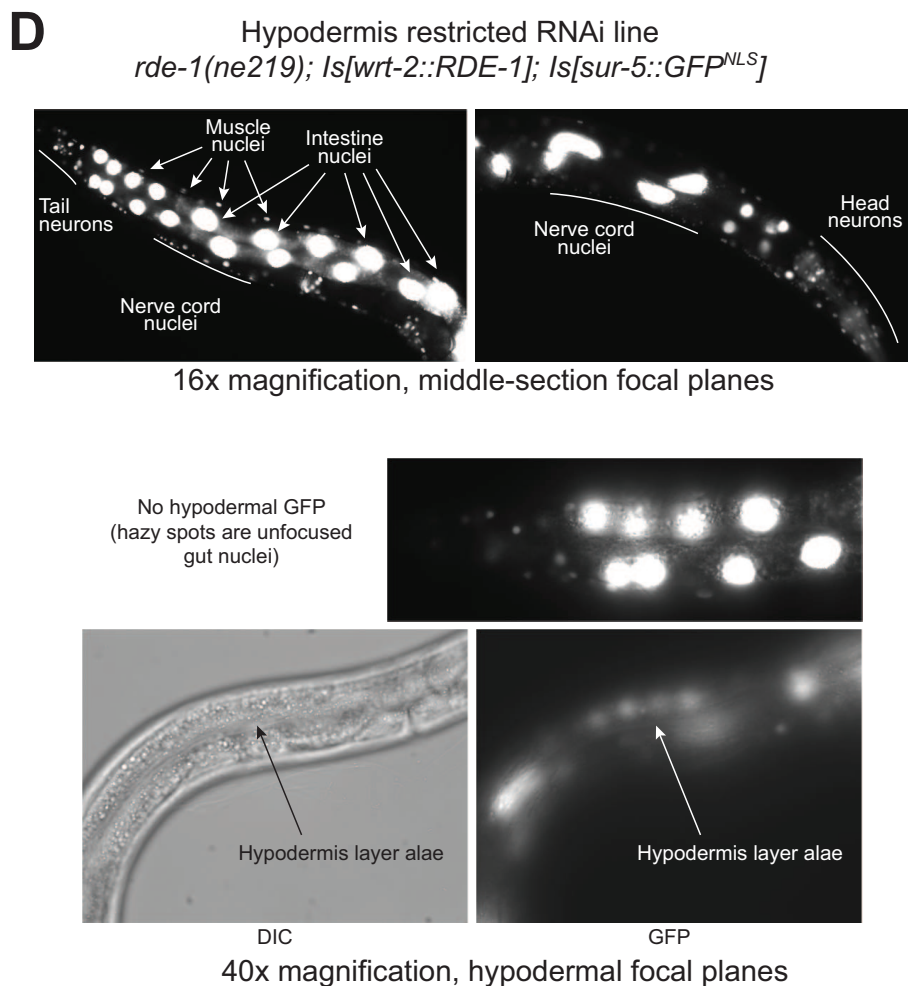 D
Hypodermis restricted RNAi line
rde-1(ne219); Is[wrt-2::RDE-1]; Is[sur-5::GFPᴺᴸˢ]
Muscle
nuclei
Intestine
nuclei
Tail
neurons
Nerve cord
nuclei
Nerve cord
nuclei
Head
neurons
16x magnification, middle-section focal planes
No hypodermal GFP
(hazy spots are unfocused
gut nuclei)
Hypodermis layer alae
Hypodermis layer alae
DIC
GFP
40x magnification, hypodermal focal planes